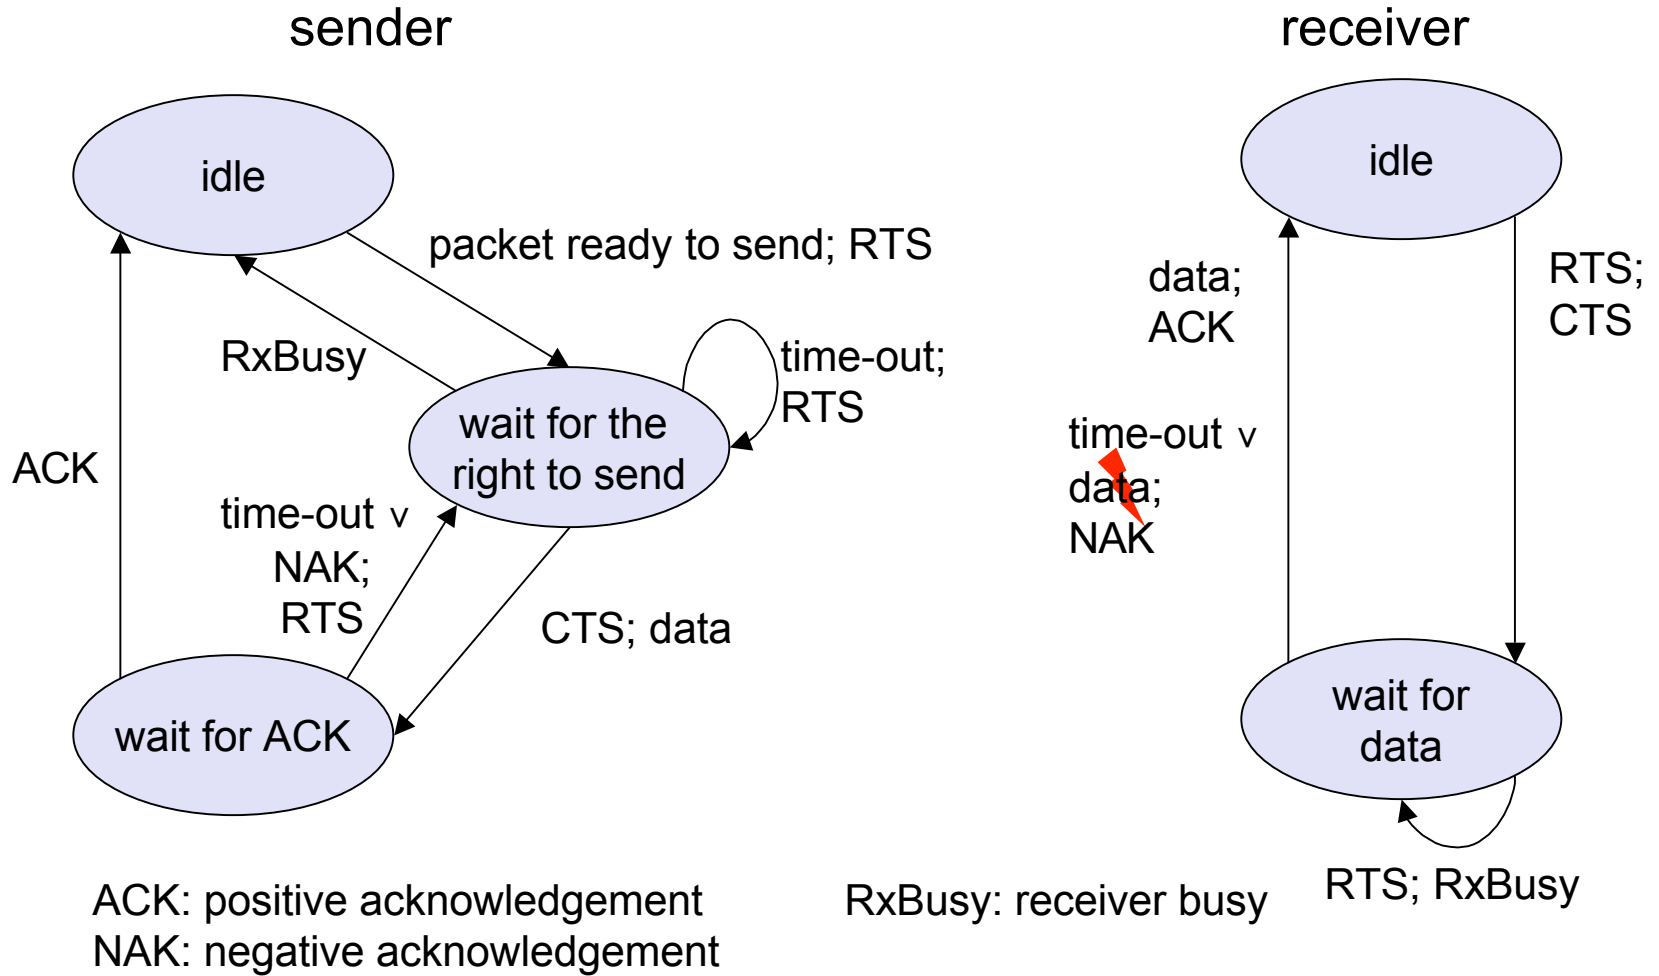 sender
receiver
idle
idle
packet ready to send; RTS
data;
ACK
RTS;
CTS
RxBusy
time-out;
RTS
wait for the
right to send
ACK
time-out ∨
data;
NAK
time-out ∨
NAK;
RTS
CTS; data
wait for ACK
wait for
data
RTS; RxBusy
ACK: positive acknowledgement
NAK: negative acknowledgement
RxBusy: receiver busy